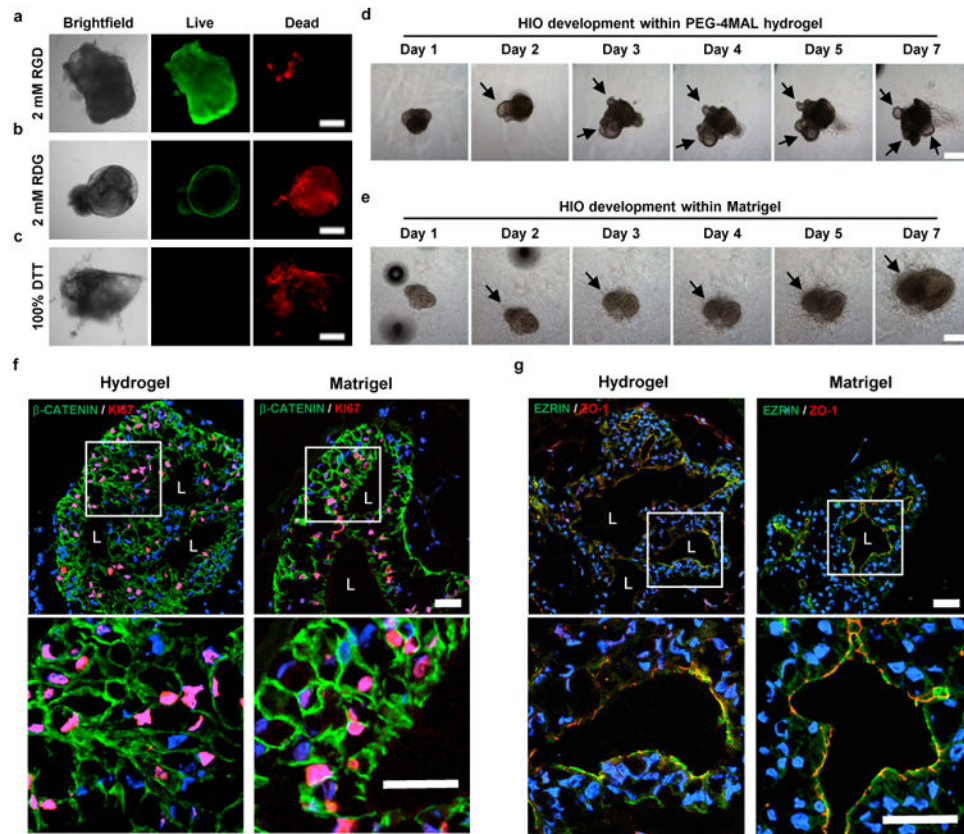 a
Brightfield
Live
Dead
2 mM RGD
b
2 mM RDG
c
100% DTT
d
HIO development within PEG-4MAL hydrogel
Day 1
Day 2
Day 3
Day 4
Day 5
Day 7
e
HIO development within Matrigel
Day 1
Day 2
Day 3
Day 4
Day 5
Day 7
f
Hydrogel
Matrigel
β-CATENIN / KI67
β-CATENIN / KI67
L
L
L
L
L
g
Hydrogel
Matrigel
EZRIN / ZO-1
EZRIN / ZO-1
L
L
L
L